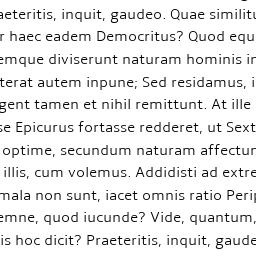 aeteritis, inquit, gaudeo. Quae similitu
r haec eadem Democritus? Quod equ
emque diviserunt naturam hominis in
terat autem inpune; Sed residamus, i
gent tamen et nihil remittunt. At ille
se Epicurus fortasse redderet, ut Sext
optime, secundum naturam affectur
illis, cum volemus. Addidisti ad extre
mala non sunt, iacet omnis ratio Perip
emne, quod iucunde? Vide, quantum,
is hoc dicit? Praeteritis, inquit, gaude